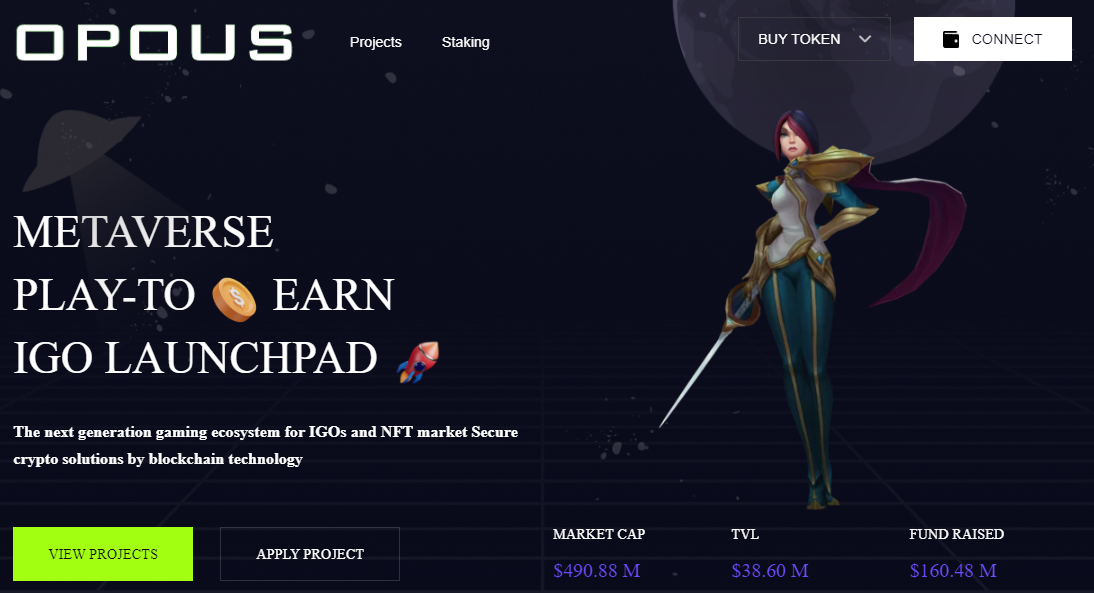 OPOUS
Projects
Staking
BUY TOKEN
CONNECT
METAVERSE
PLAY-TO EARN
IGO LAUNCHPAD
The next generation gaming ecosystem for IGOs and NFT market Secure
crypto solutions by blockchain technology
VIEW PROJECTS
APPLY PROJECT
MARKET CAP
$490.88 M
TVL
$38.60 M
FUND RAISED
$160.48 M